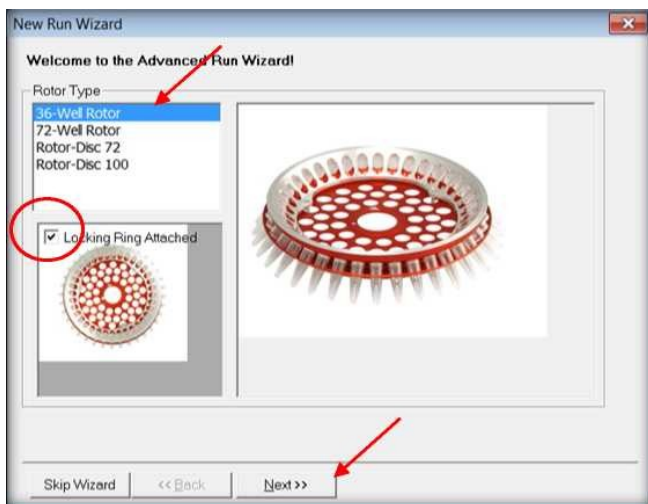 New Run Wizard
Welcome to the Advanced Run Wizard!
Rotor Type
36-Well Rotor
72-Well Rotor
Rotor-Disc 72
Rotor-Disc 100
Locking Ring Attached
Skip Wizard
<< Back
Next >>